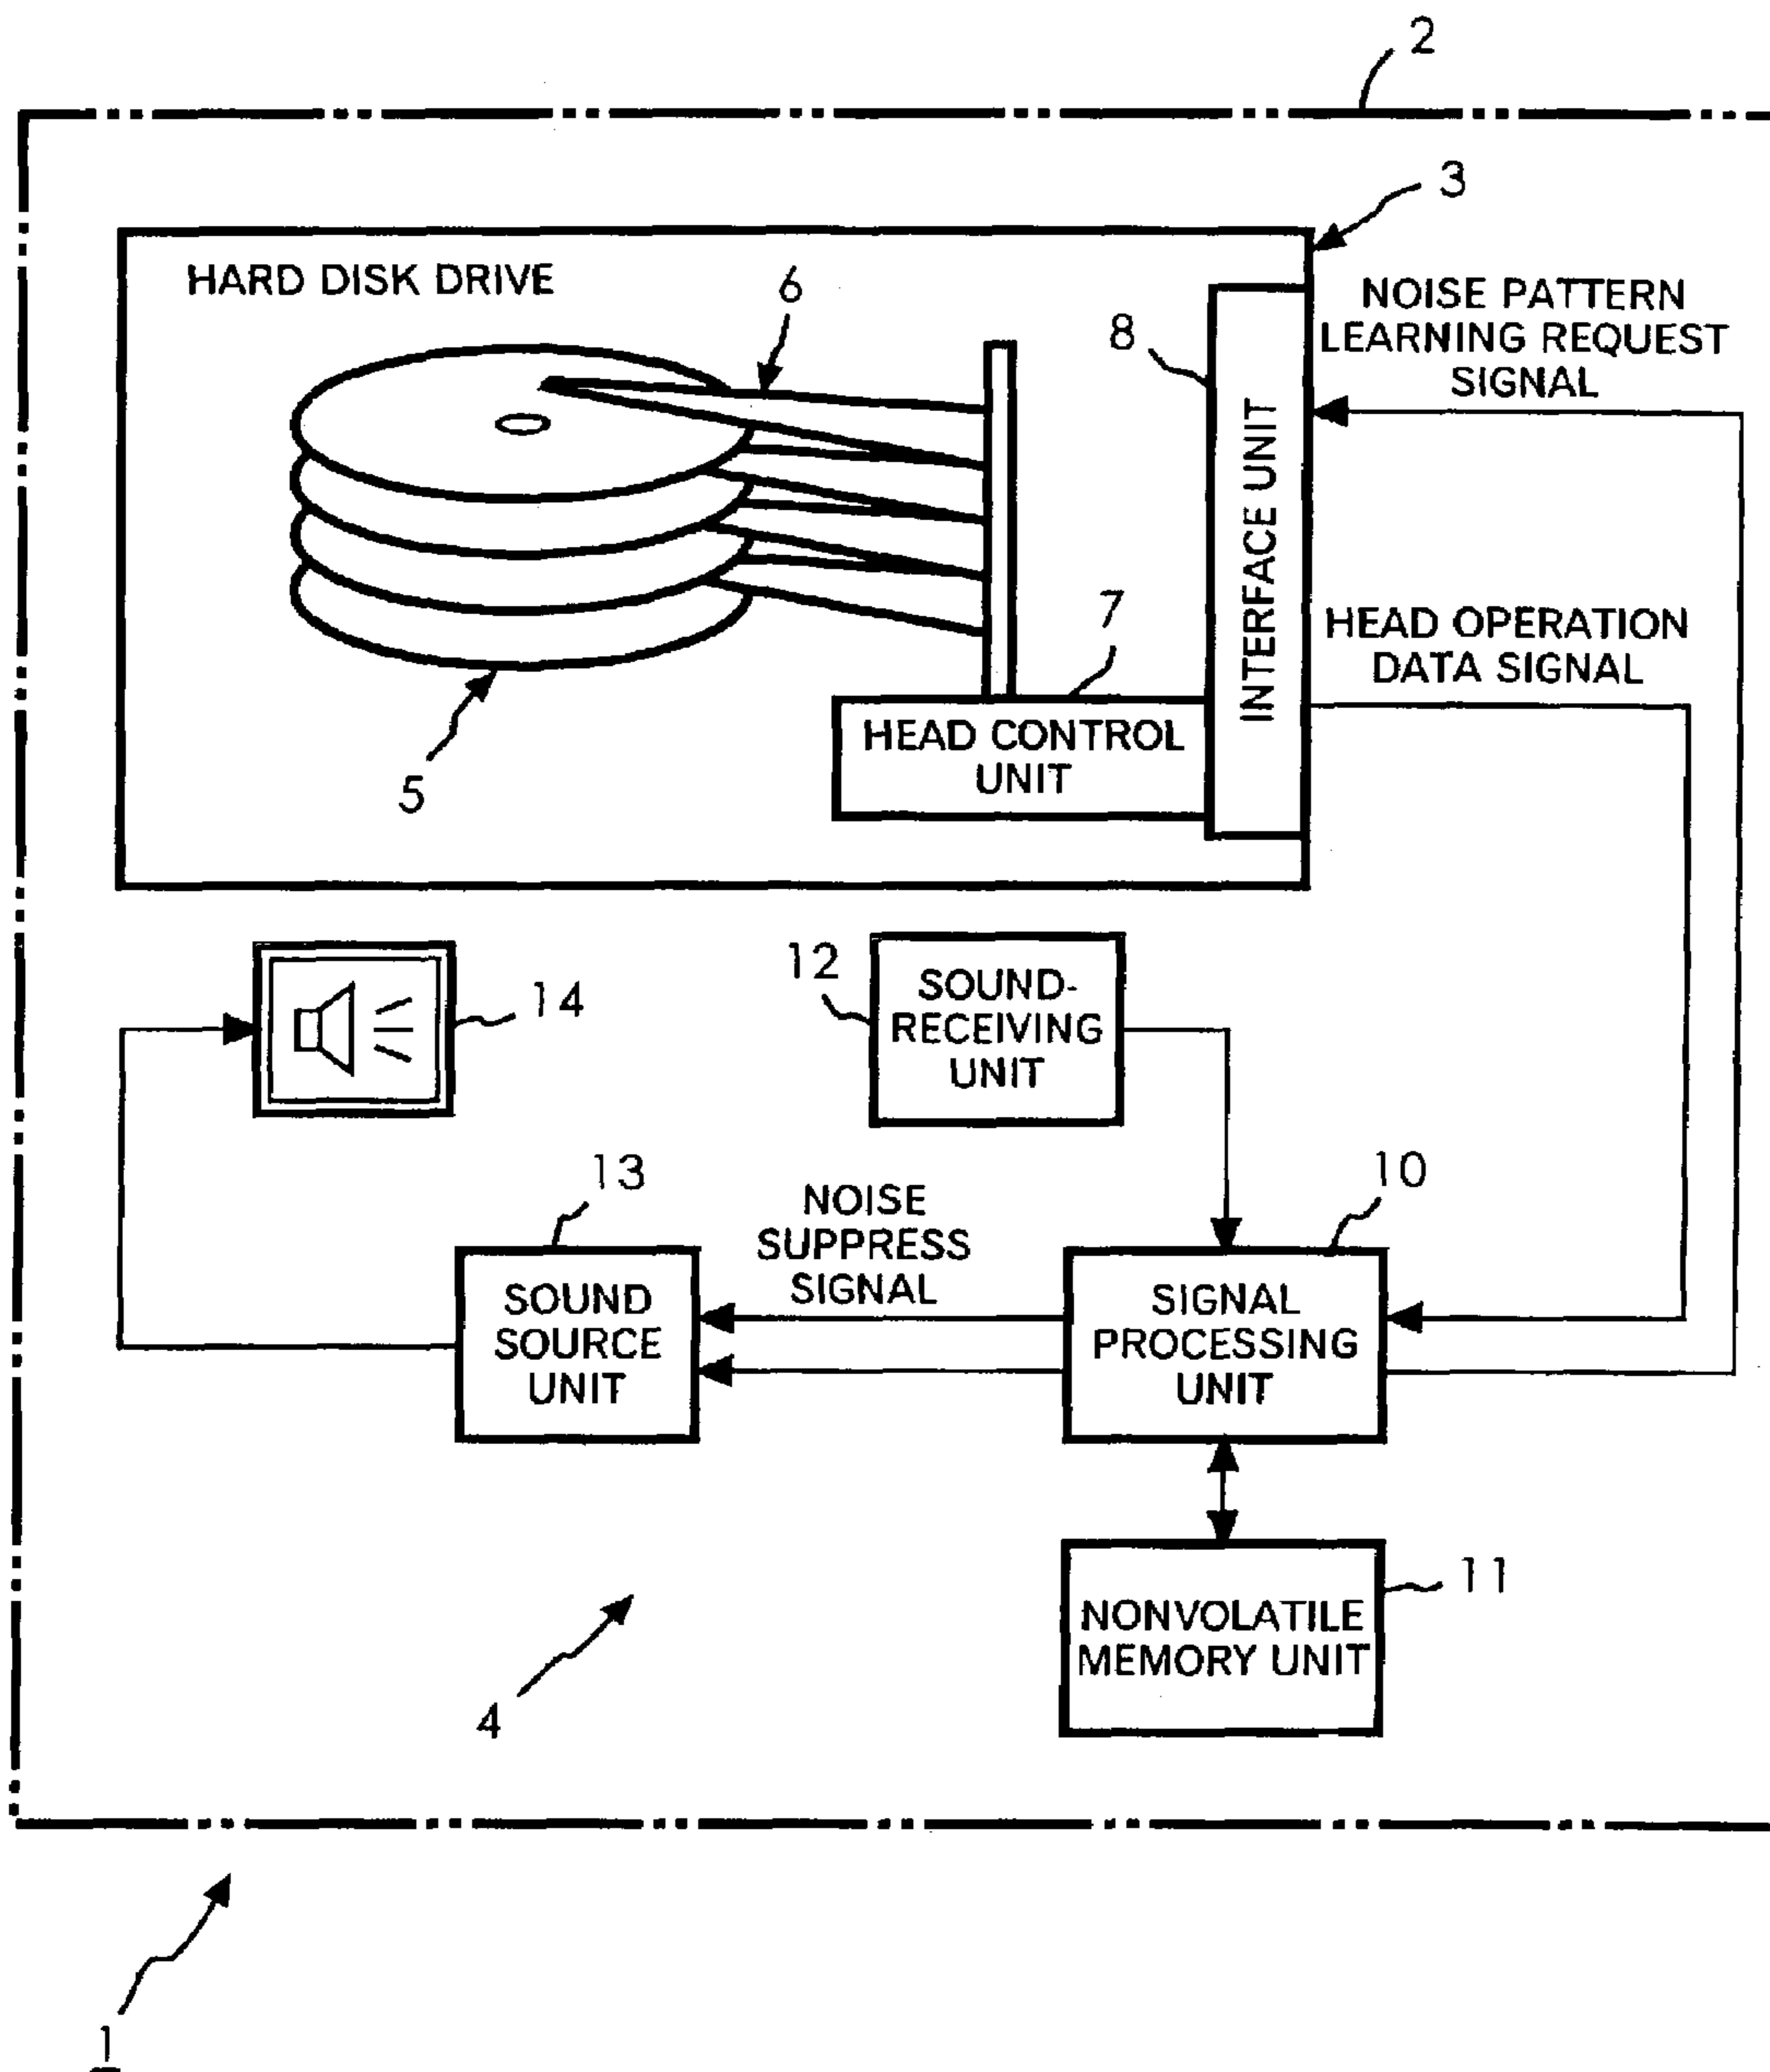 2
3
HARD DISK DRIVE
6
8
NOISE PATTERN
LEARNING REQUEST
SIGNAL
INTERFACE UNIT
7
HEAD OPERATION
DATA SIGNAL
HEAD CONTROL
UNIT
5
14
12
SOUND-
RECEIVING
UNIT
13
NOISE
SUPPRESS
SIGNAL
10
SOUND
SOURCE
UNIT
SIGNAL
PROCESSING
UNIT
11
NONVOLATILE
MEMORY UNIT
4
1